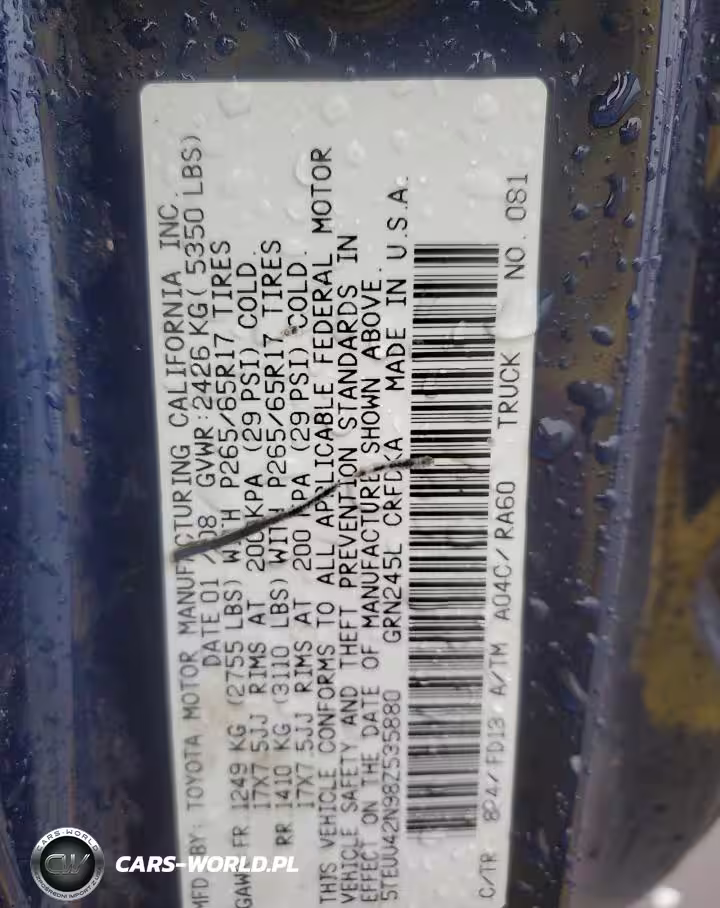 MFD BY: TOYOTA MOTOR MANUFACTURING CALIFORNIA INC.
DATE 01/08 GVWR: 2426 KG ( 5350 LBS)
GAWR FR 1249 KG (2755 LBS) WITH P265/65R17 TIRES
17X7.5JJ RIMS AT 200 KPA (29 PSI) COLD.
RR 1410 KG (3110 LBS) WITH P265/65R17 TIRES
17X7.5JJ RIMS AT 200 KPA (29 PSI) COLD.
THIS VEHICLE CONFORMS TO ALL APPLICABLE FEDERAL MOTOR
VEHICLE SAFETY AND THEFT PREVENTION STANDARDS IN
EFFECT ON THE DATE OF MANUFACTURE SHOWN ABOVE.
5TEUU42N98Z535880 GRN245L CRFDKA MADE IN U.S.A.
C/TR 8P4/FD13 A/TM A04C/RA60 TRUCK NO. 081
CARS-WORLD
CW
CARS-WORLD.PL